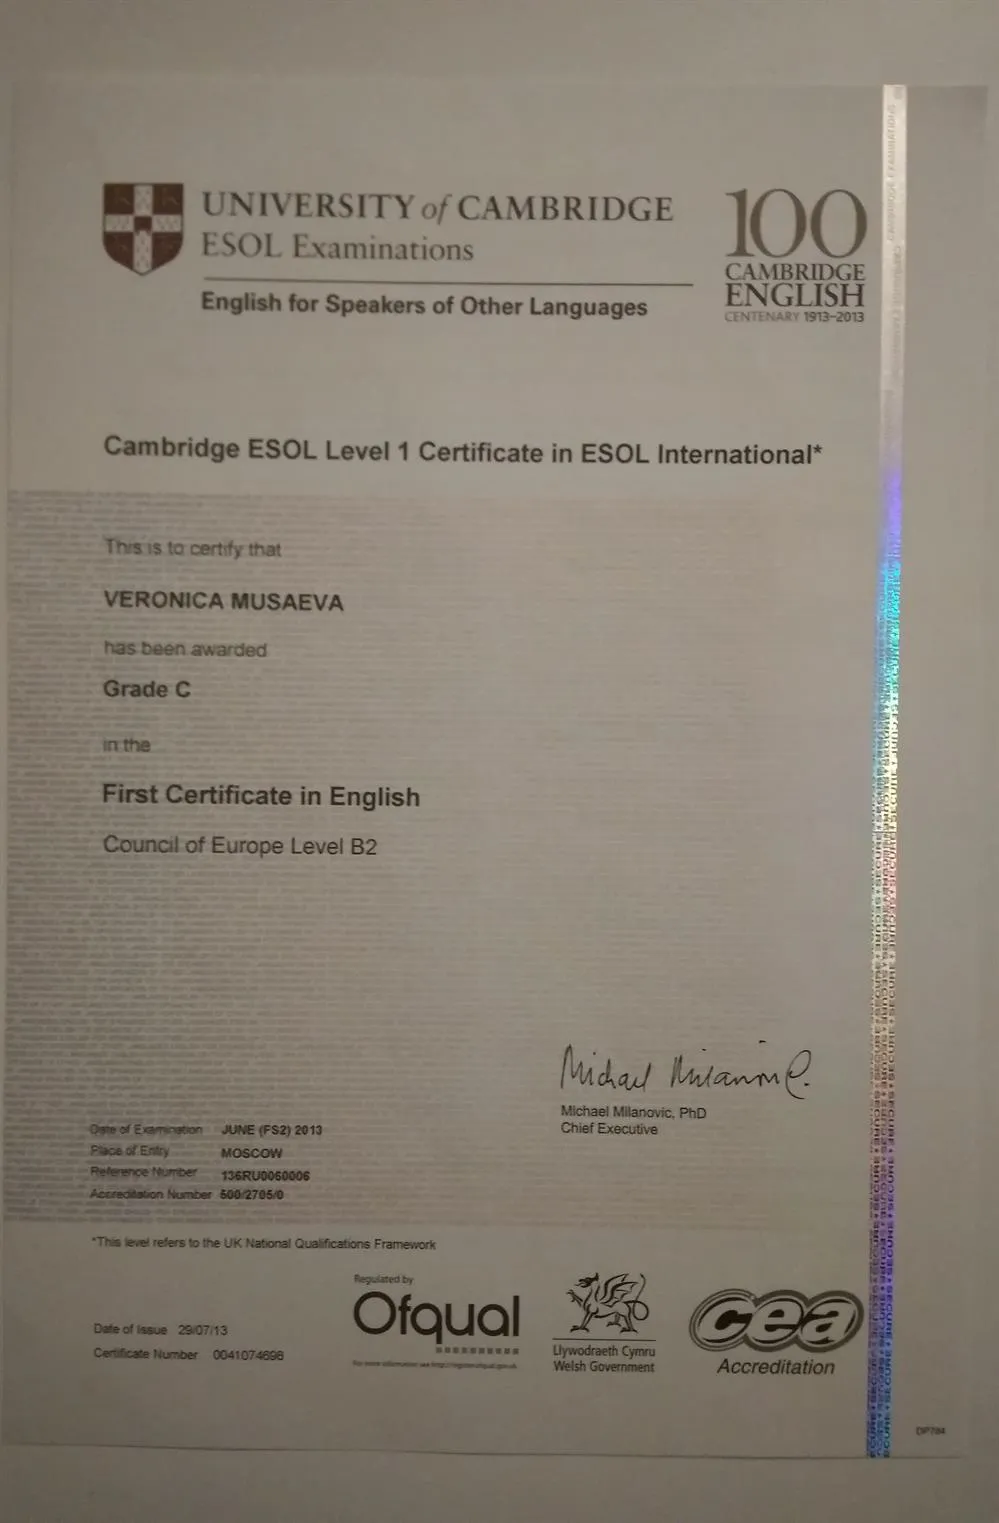 UNIVERSITY of CAMBRIDGE
ESOL Examinations
English for Speakers of Other Languages
100
CAMBRIDGE
ENGLISH
CENTENARY 1913–2013
Cambridge ESOL Level 1 Certificate in ESOL International*
This is to certify that
VERONICA MUSAEVA
has been awarded
Grade C
in the
First Certificate in English
Council of Europe Level B2
Michael Milanovic
Michael Milanovic, PhD
Chief Executive
Date of Examination JUNE (FS2) 2013
Place of Entry MOSCOW
Reference Number 136RU0060006
Accreditation Number 500/2705/0
*This level refers to the UK National Qualifications Framework
Date of Issue 29/07/13
Certificate Number 0041074698
Regulated by
Ofqual
Llywodraeth Cymru
Welsh Government
cea
Accreditation
DP784